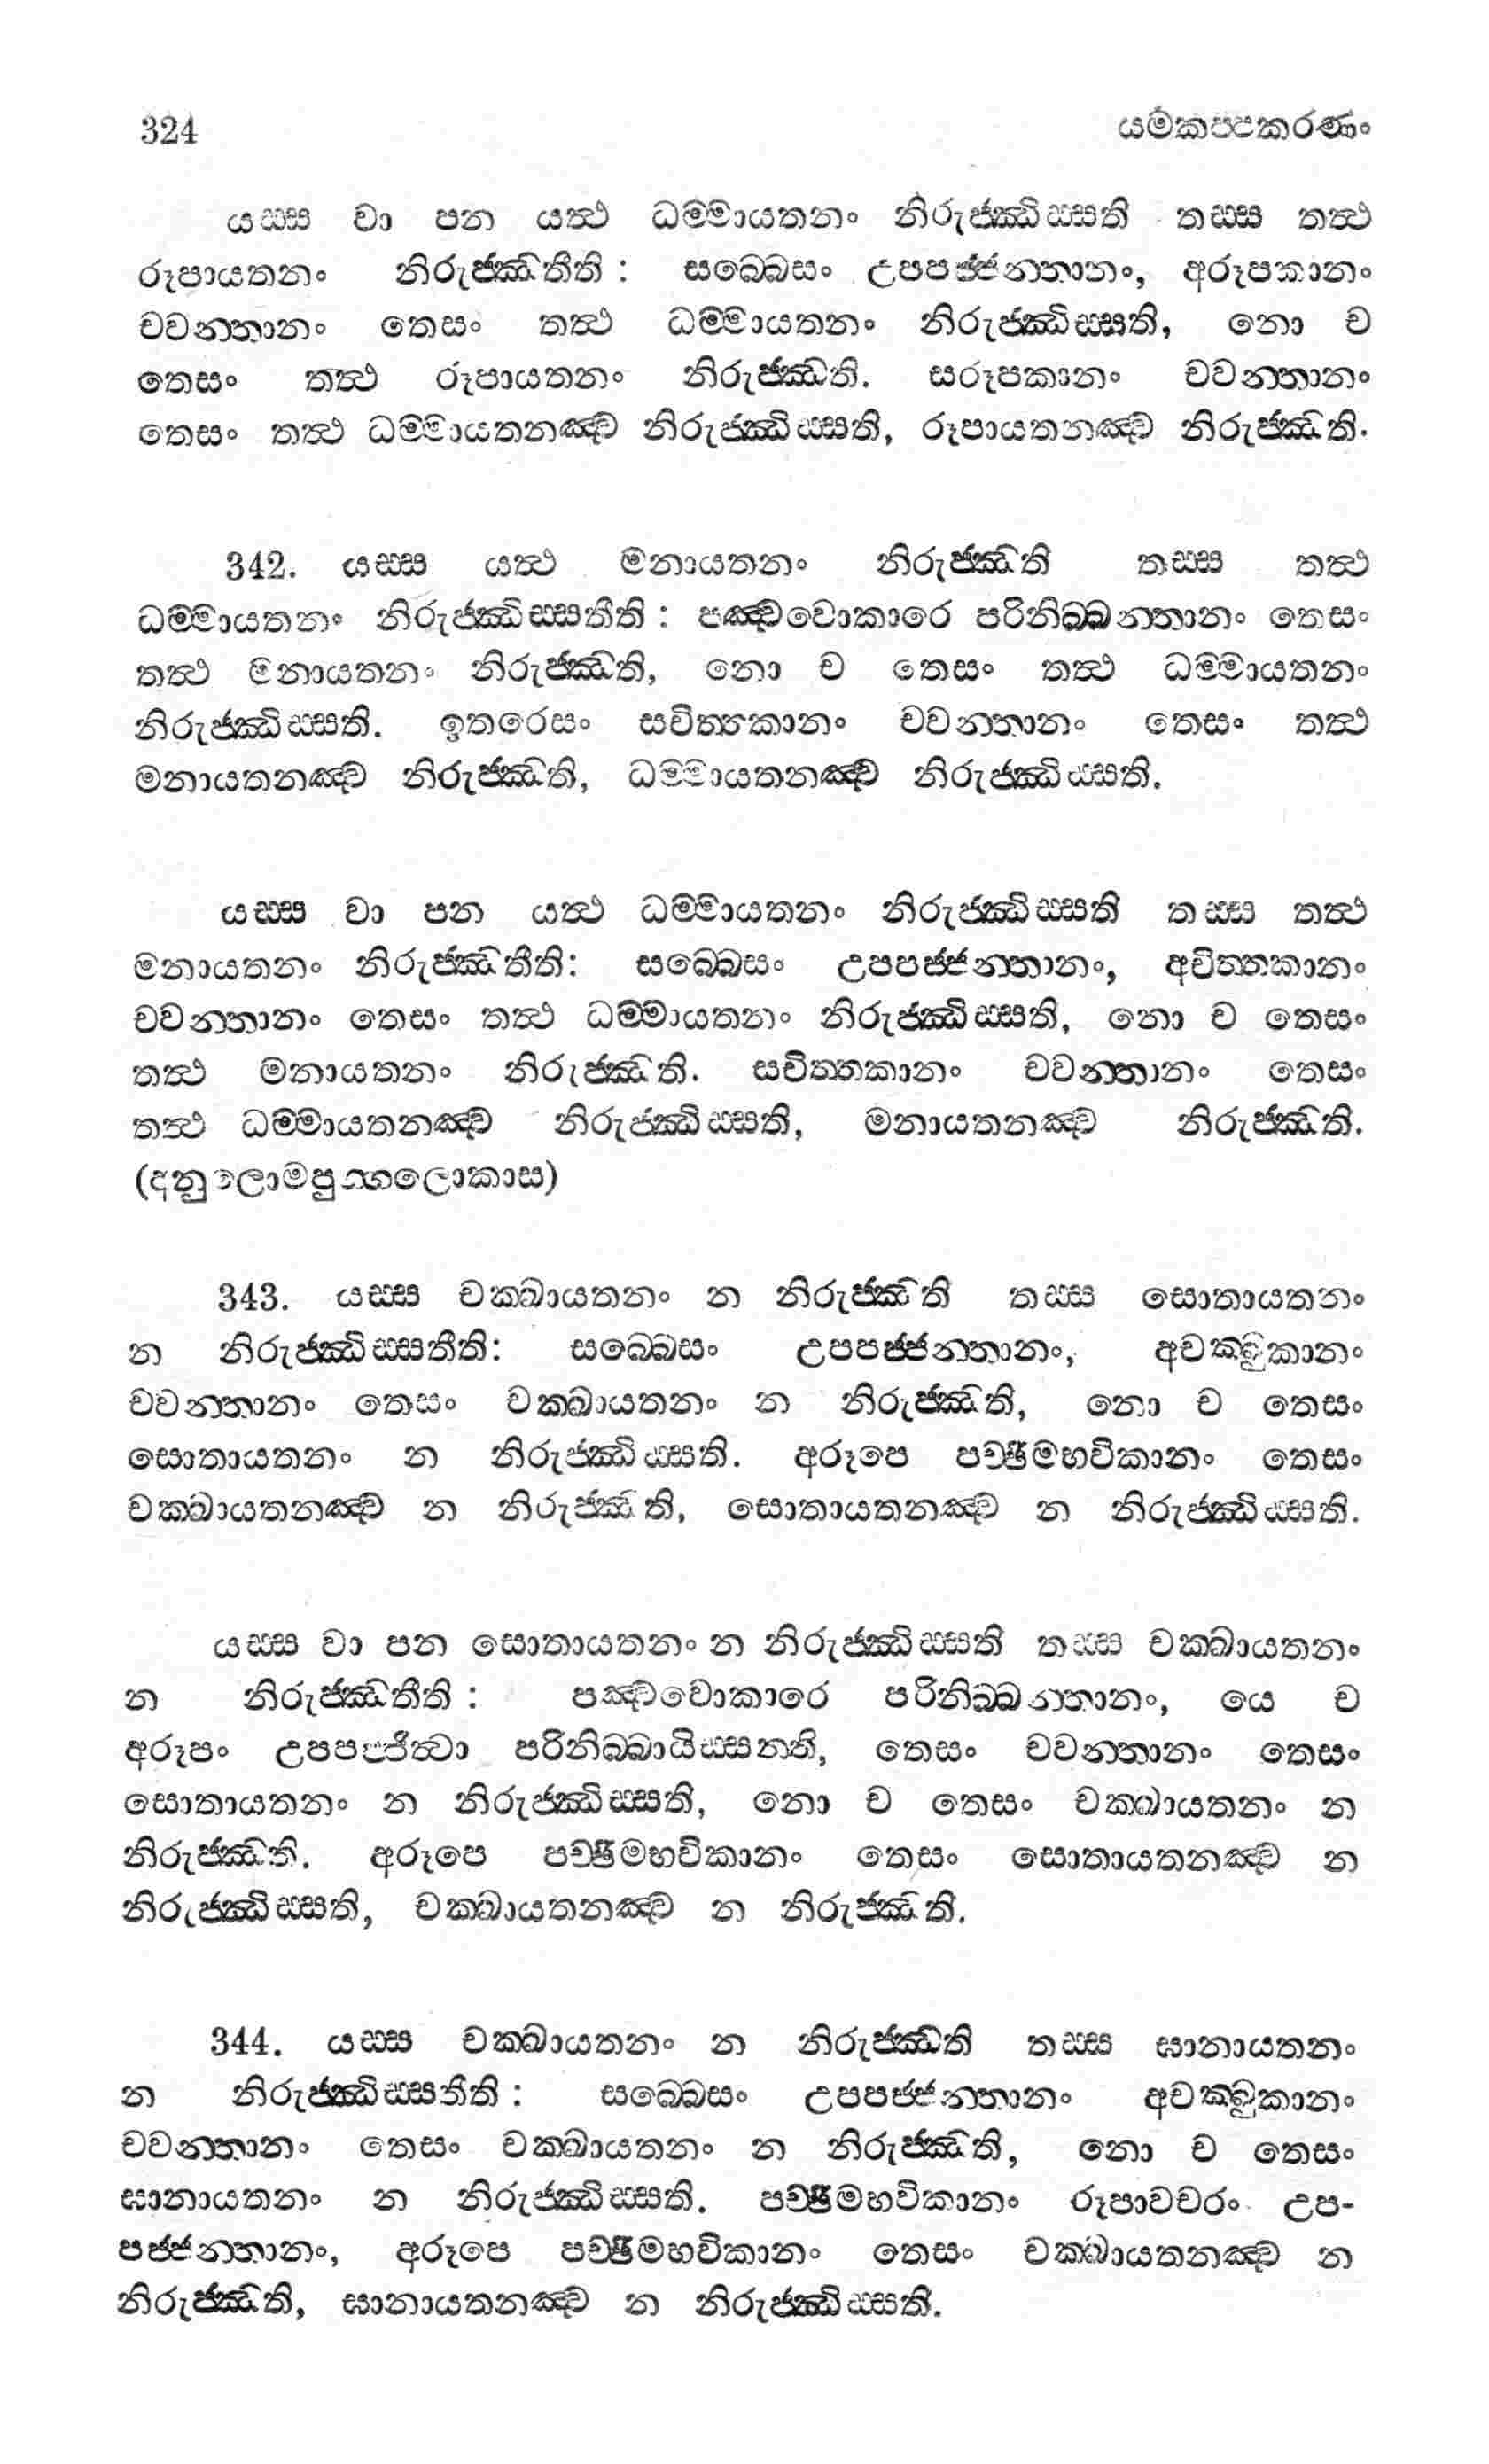 324 යමකප්පකරණං
යස්ස වා පන යත්ථ ධම්මායතනං නිරුජ්ඣිස්සති තස්ස තත්ථ
රූපායතනං නිරුජ්ඣතීති : සබ්බෙසං උපපජ්ජන්තානං, අරූපකානං
චවන්තානං තෙසං තත්ථ ධම්මායතනං නිරුජ්ඣිස්සති, නො ච
තෙසං තත්ථ රූපායතනං නිරුජ්ඣති. සරූපකානං චවන්තානං
තෙසං තත්ථ ධම්මායතනඤ්ච නිරුජ්ඣිස්සති, රූපායතනඤ්ච නිරුජ්ඣති.
342. යස්ස යත්ථ මනායතනං නිරුජ්ඣති තස්ස තත්ථ
ධම්මායතනං නිරුජ්ඣිස්සතීති : පඤ්චවොකාරෙ පරිනිබ්බන්තානං තෙසං
තත්ථ මනායතනං නිරුජ්ඣති, නො ච තෙසං තත්ථ ධම්මායතනං
නිරුජ්ඣිස්සති. ඉතරෙසං සචිත්තකානං චවන්තානං තෙසං තත්ථ
මනායතනඤ්ච නිරුජ්ඣති, ධම්මායතනඤ්ච නිරුජ්ඣිස්සති.
යස්ස වා පන යත්ථ ධම්මායතනං නිරුජ්ඣිස්සති තස්ස තත්ථ
මනායතනං නිරුජ්ඣතීති: සබ්බෙසං උපපජ්ජන්තානං, අචිත්තකානං
චවන්තානං තෙසං තත්ථ ධම්මායතනං නිරුජ්ඣිස්සති, නො ච තෙසං
තත්ථ මනායතනං නිරුජ්ඣති. සචිත්තකානං චවන්තානං තෙසං
තත්ථ ධම්මායතනඤ්ච නිරුජ්ඣිස්සති, මනායතනඤ්ච නිරුජ්ඣති.
(අනුලොමපුග්ගලොකාස)
343. යස්ස චක්ඛායතනං න නිරුජ්ඣති තස්ස සොතායතනං
න නිරුජ්ඣිස්සතීති: සබ්බෙසං උපපජ්ජන්තානං, අචක්ඛුකානං
චවන්තානං තෙසං චක්ඛායතනං න නිරුජ්ඣති, නො ච තෙසං
සොතායතනං න නිරුජ්ඣිස්සති. අරූපෙ පච්ඡිමභවිකානං තෙසං
චක්ඛායතනඤ්ච න නිරුජ්ඣති, සොතායතනඤ්ච න නිරුජ්ඣිස්සති.
යස්ස වා පන සොතායතනං න නිරුජ්ඣිස්සති තස්ස චක්ඛායතනං
න නිරුජ්ඣතීති : පඤ්චවොකාරෙ පරිනිබ්බන්තානං, යෙ ච
අරූපං උපපජ්ජිත්වා පරිනිබ්බායිස්සන්ති, තෙසං චවන්තානං තෙසං
සොතායතනං න නිරුජ්ඣිස්සති, නො ච තෙසං චක්ඛායතනං න
නිරුජ්ඣති. අරූපෙ පච්ඡිමභවිකානං තෙසං සොතායතනඤ්ච න
නිරුජ්ඣිස්සති, චක්ඛායතනඤ්ච න නිරුජ්ඣති.
344. යස්ස චක්ඛායතනං න නිරුජ්ඣති තස්ස ඝානායතනං
න නිරුජ්ඣිස්සතීති : සබ්බෙසං උපපජ්ජන්තානං අචක්ඛුකානං
චවන්තානං තෙසං චක්ඛායතනං න නිරුජ්ඣති, නො ච තෙසං
ඝානායතනං න නිරුජ්ඣිස්සති. පච්ඡිමභවිකානං රූපාවචරං උප-
පජ්ජන්තානං, අරූපෙ පච්ඡිමභවිකානං තෙසං චක්ඛායතනඤ්ච න
නිරුජ්ඣති, ඝානායතනඤ්ච න නිරුජ්ඣිස්සති.